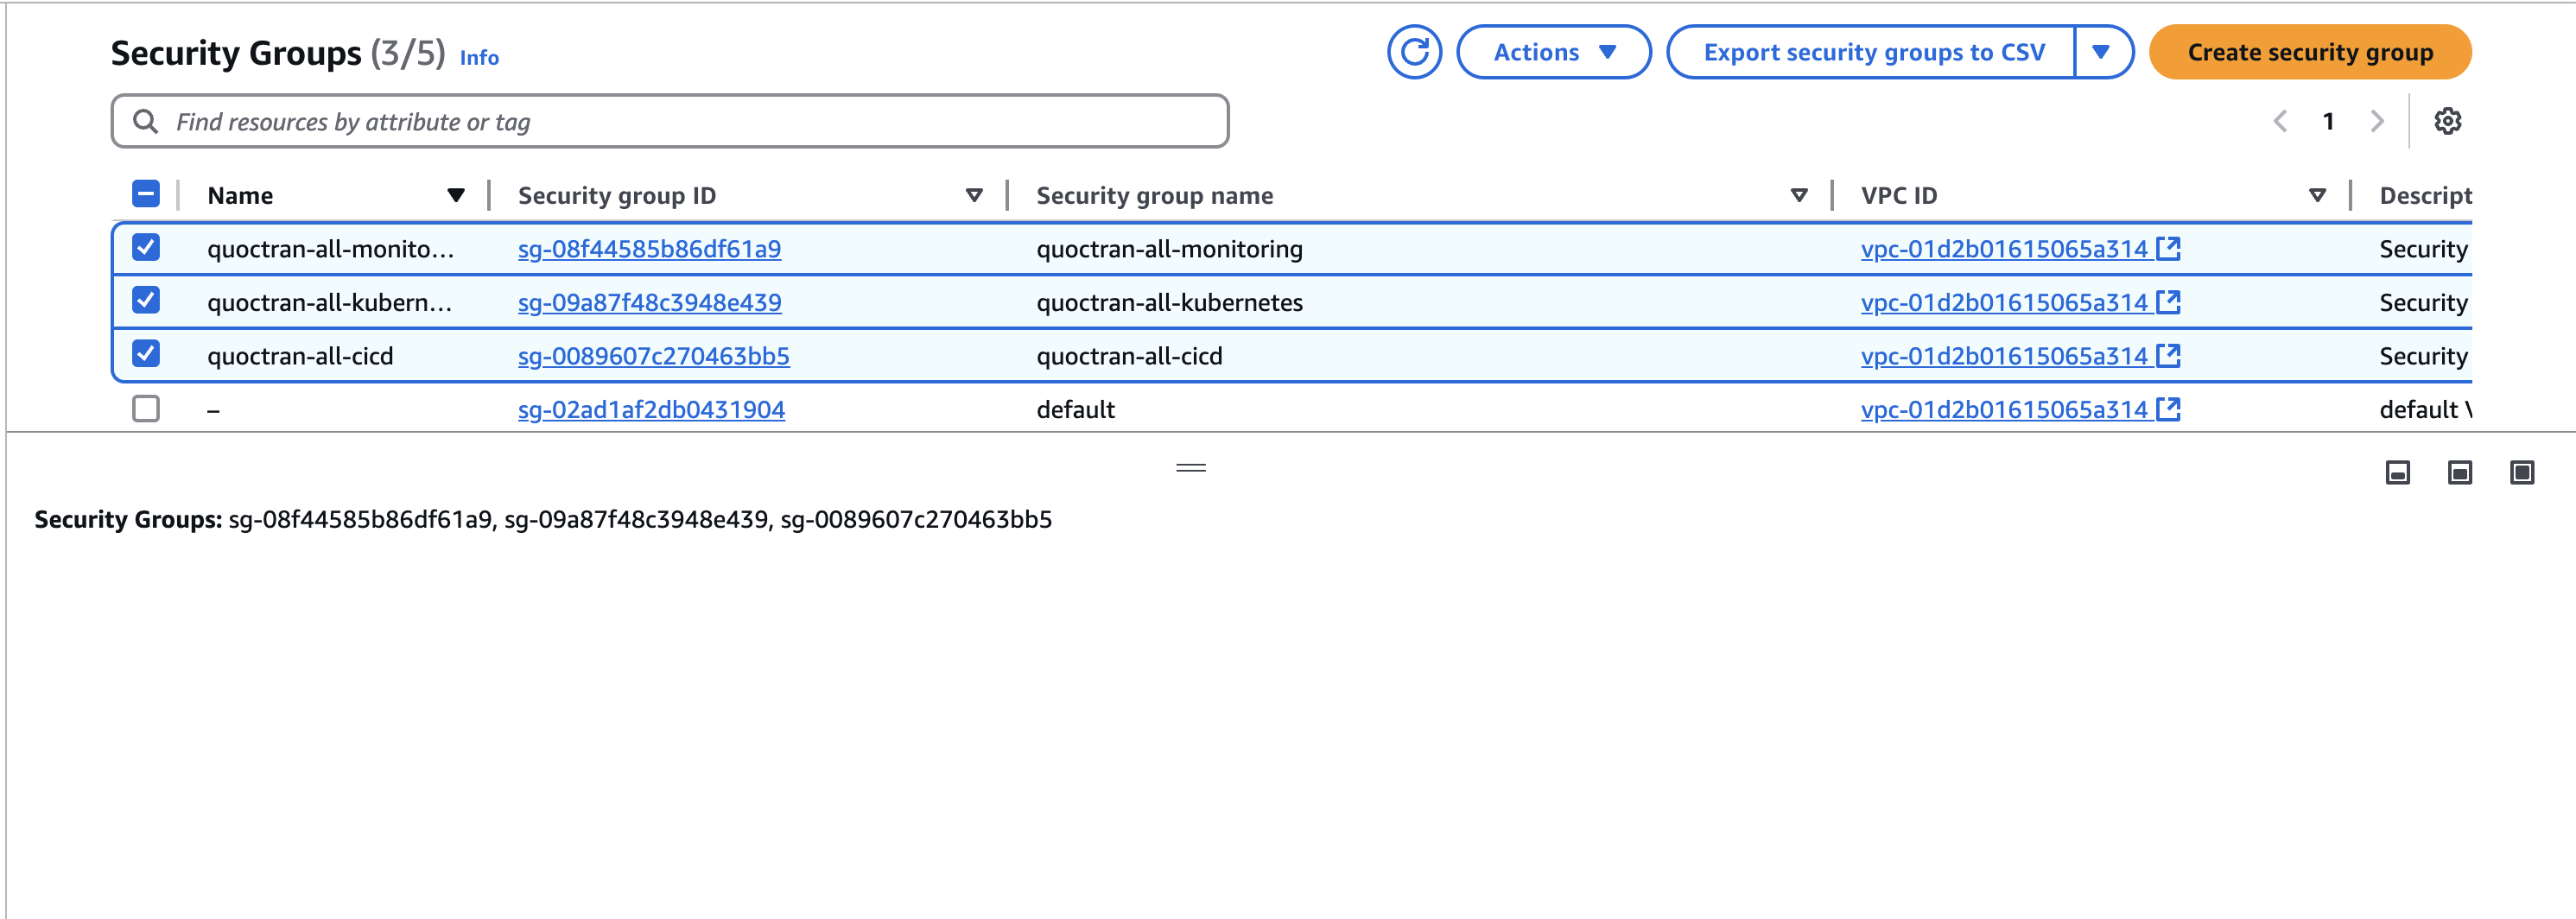 Security Groups (3/5) Info
Actions Export security groups to CSV Create security group
Find resources by attribute or tag
1
Name Security group ID Security group name VPC ID Descript
quoctran-all-monito... sg-08f44585b86df61a9 quoctran-all-monitoring vpc-01d2b01615065a314 Security
quoctran-all-kubern... sg-09a87f48c3948e439 quoctran-all-kubernetes vpc-01d2b01615065a314 Security
quoctran-all-cicd sg-0089607c270463bb5 quoctran-all-cicd vpc-01d2b01615065a314 Security
– sg-02ad1af2db0431904 default vpc-01d2b01615065a314 default
Security Groups: sg-08f44585b86df61a9, sg-09a87f48c3948e439, sg-0089607c270463bb5